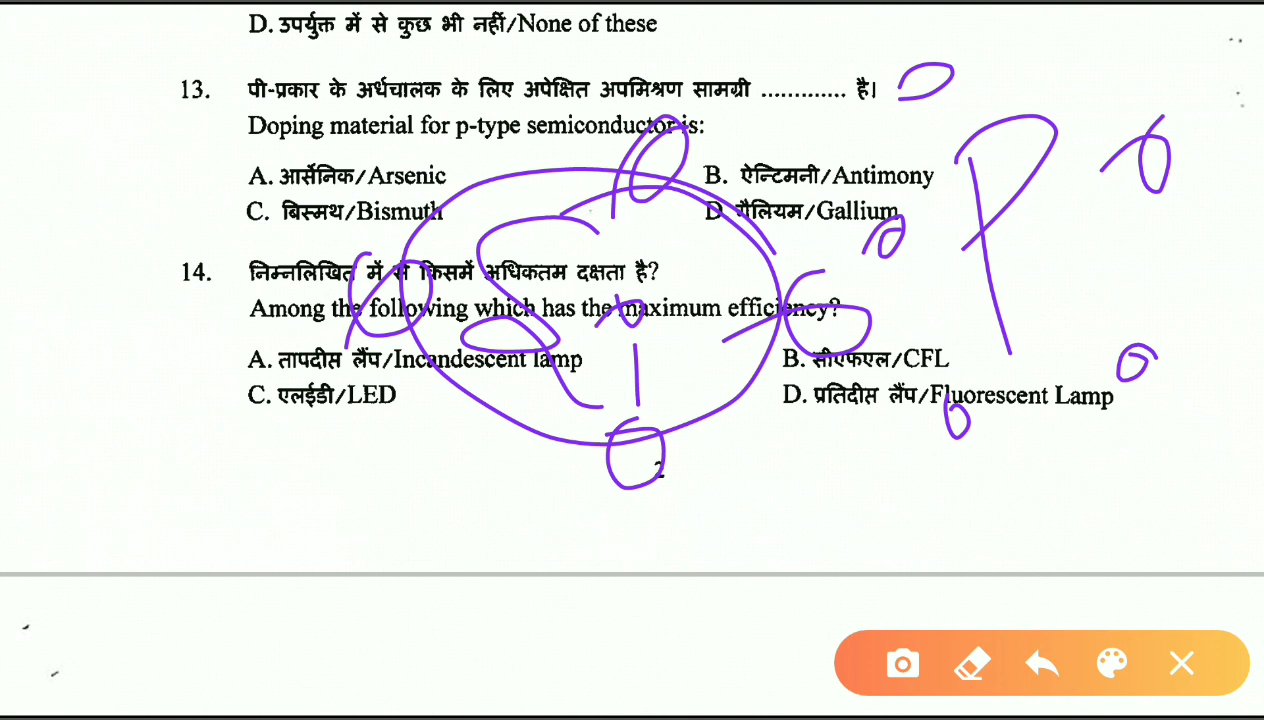 D. उपर्युक्त में से कुछ भी नहीं/None of these
13. पी-प्रकार के अर्धचालक के लिए अपेक्षित अपमिश्रण सामग्री ............. है।
Doping material for p-type semiconductor is:
A. आर्सेनिक/Arsenic B. ऐन्टिमनी/Antimony
C. बिस्मथ/Bismuth D. गैलियम/Gallium
14. निम्नलिखित में से किसमें अधिकतम दक्षता है?
Among the following which has the maximum efficiency?
A. तापदीप्त लैंप/Incandescent lamp B. सीएफएल/CFL
C. एलईडी/LED D. प्रतिदीप्त लैंप/Fluorescent Lamp
2
P
Si